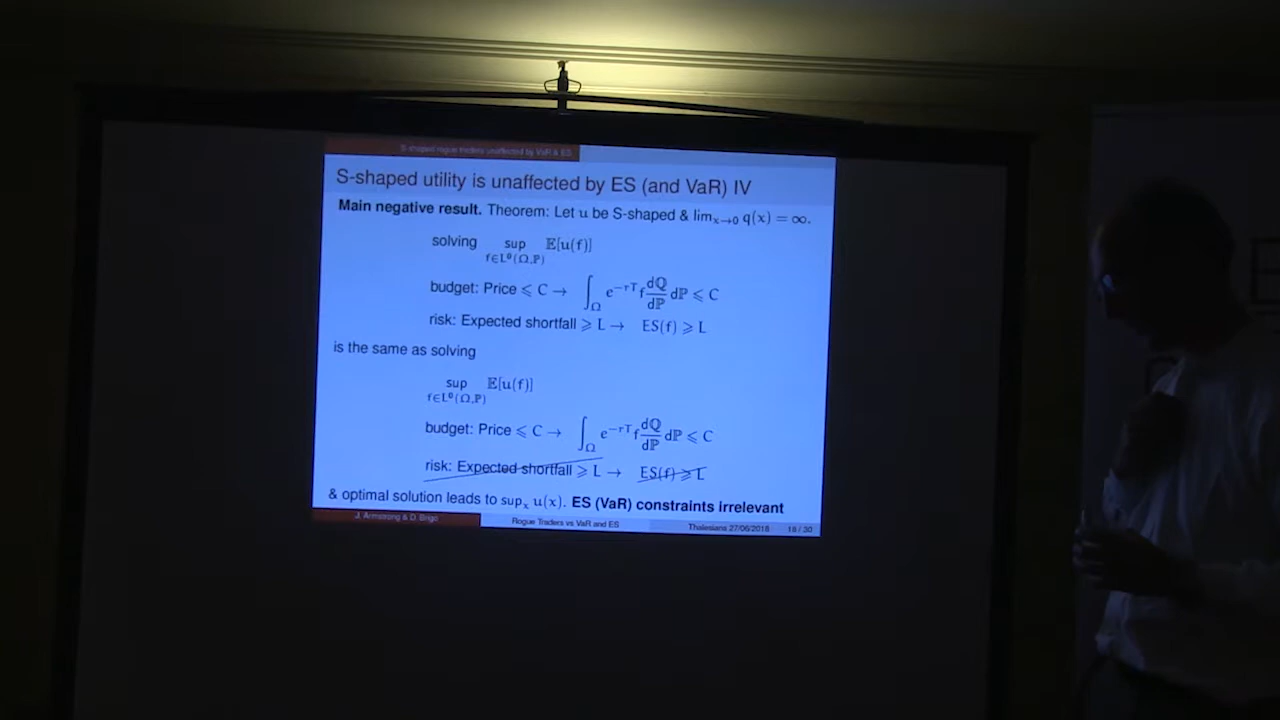 S-shaped rogue traders unaffected by VaR & ES
S-shaped utility is unaffected by ES (and VaR) IV
Main negative result. Theorem: Let u be S-shaped & lim_{x→0} q(x) = ∞.
solving sup_{f∈L⁰(Ω,ℙ)} 𝔼[u(f)]
budget: Price ⩽ C → ∫_Ω e^{−rT} f dℚ/dℙ dℙ ⩽ C
risk: Expected shortfall ⩾ L → ES(f) ⩾ L
is the same as solving
sup_{f∈L⁰(Ω,ℙ)} 𝔼[u(f)]
budget: Price ⩽ C → ∫_Ω e^{−rT} f dℚ/dℙ dℙ ⩽ C
risk: Expected shortfall ⩾ L → ES(f) ⩾ L
& optimal solution leads to sup_x u(x). ES (VaR) constraints irrelevant
J. Armstrong & D. Brigo Rogue Traders vs VaR and ES Thalesians 27/06/2018 18 / 30